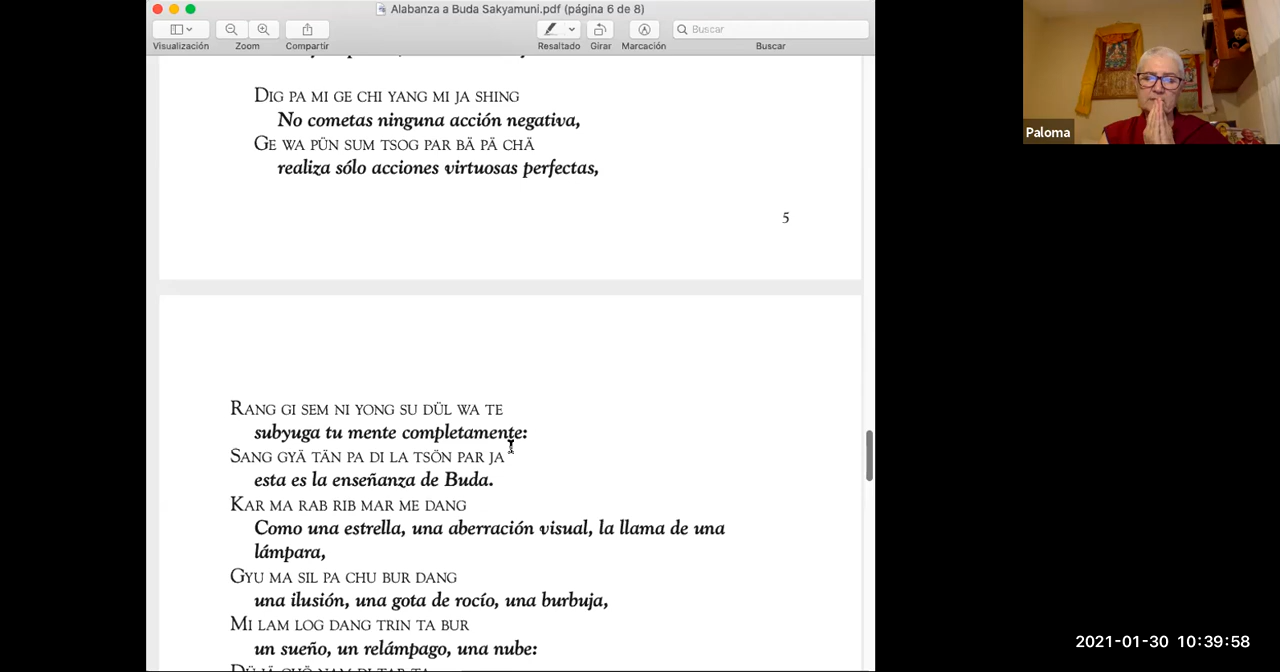 Alabanza a Buda Sakyamuni.pdf (página 6 de 8)
Visualización
Zoom
Compartir
Resaltado
Girar
Marcación
Buscar
Buscar
DIG PA MI GE CHI YANG MI JA SHING
No cometas ninguna acción negativa,
GE WA PÜN SUM TSOG PAR BÄ PÄ CHÄ
realiza sólo acciones virtuosas perfectas,
5
RANG GI SEM NI YONG SU DÜL WA TE
subyuga tu mente completamente:
SANG GYÄ TÄN PA DI LA TSÖN PAR JA
esta es la enseñanza de Buda.
KAR MA RAB RIB MAR ME DANG
Como una estrella, una aberración visual, la llama de una
lámpara,
GYU MA SIL PA CHU BUR DANG
una ilusión, una gota de rocío, una burbuja,
MI LAM LOG DANG TRIN TA BUR
un sueño, un relámpago, una nube:
Paloma
2021-01-30 10:39:58